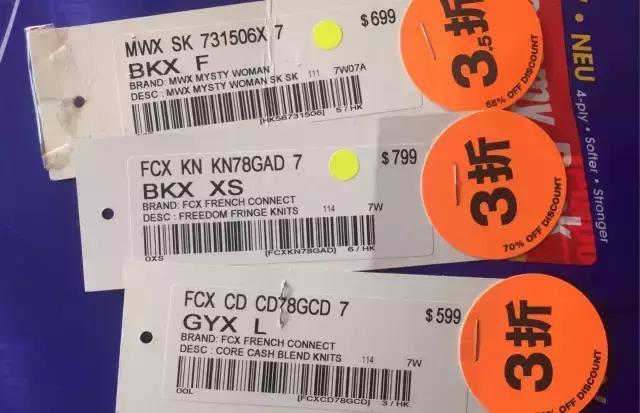 MWX SK 731506X 7
$699
BKX F
BRAND: MWX MYSTY WOMAN
DESC : MWX MYSTY WOMAN SK SK 111 7W07A
[HKS6731506] 5 / HK
3.5折
65% OFF DISCOUNT
FCX KN KN78GAD 7
$799
BKX XS
BRAND: FCX FRENCH CONNECT
DESC : FREEDOM FRINGE KNITS 114 7W
0XS [FCXKN78GAD] 6 / HK
3折
70% OFF DISCOUNT
FCX CD CD78GCD 7
$599
GYX L
BRAND: FCX FRENCH CONNECT
DESC : CORE CASH BLEND KNITS 114 7W
00L [FCXCD78GCD] 3 / HK
3折
OFF DISCOUNT
NEU
4-ply • Softer • Stronger